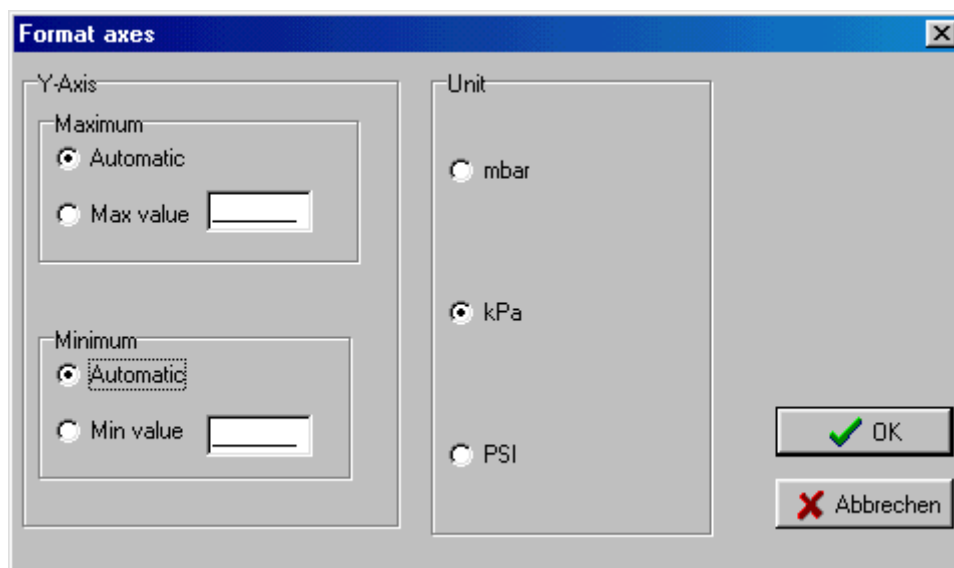 Format axes
Y-Axis
Maximum
Automatic
Max value
Minimum
Automatic
Min value
Unit
mbar
kPa
PSI
OK
Abbrechen